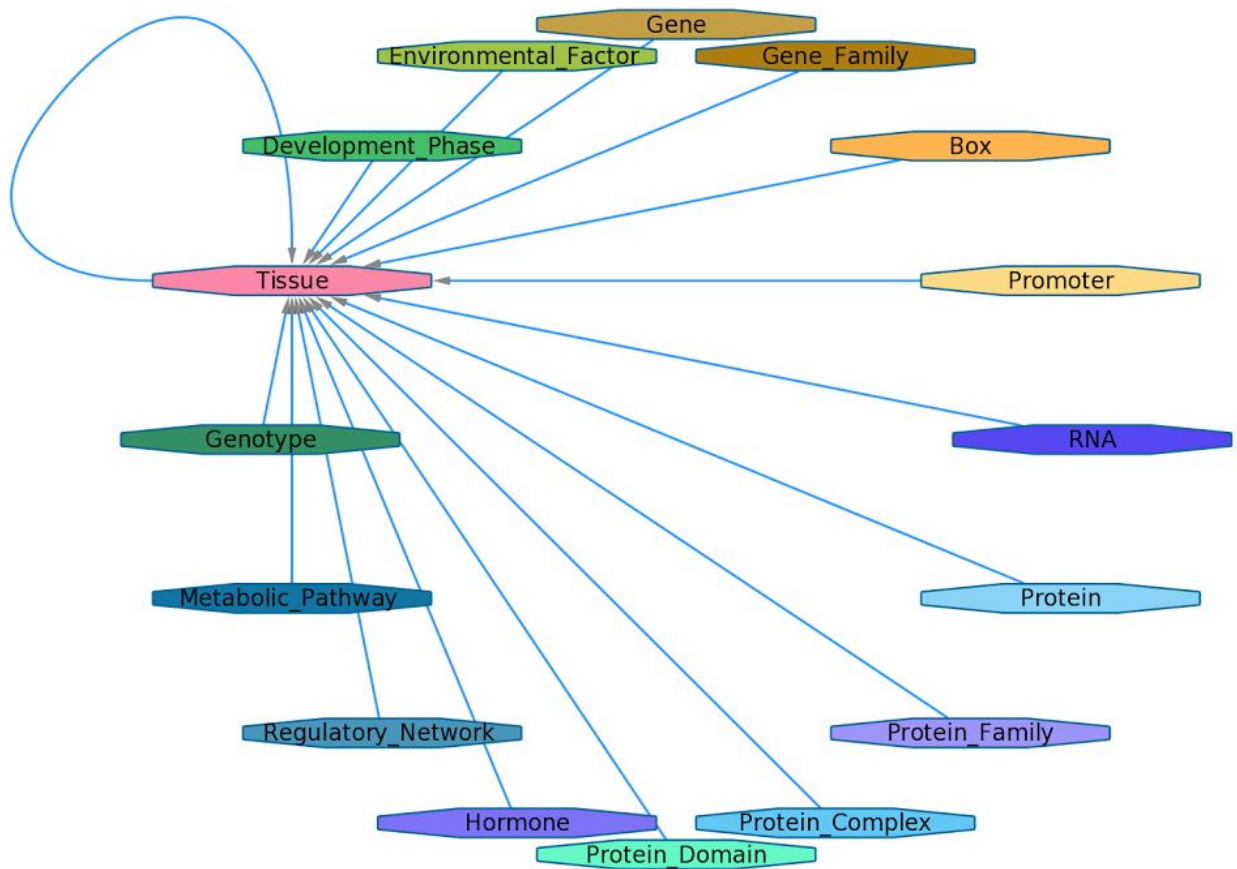 Gene
Environmental_Factor
Gene_Family
Development_Phase
Box
Tissue
Promoter
Genotype
RNA
Metabolic_Pathway
Protein
Regulatory_Network
Protein_Family
Hormone
Protein_Complex
Protein_Domain